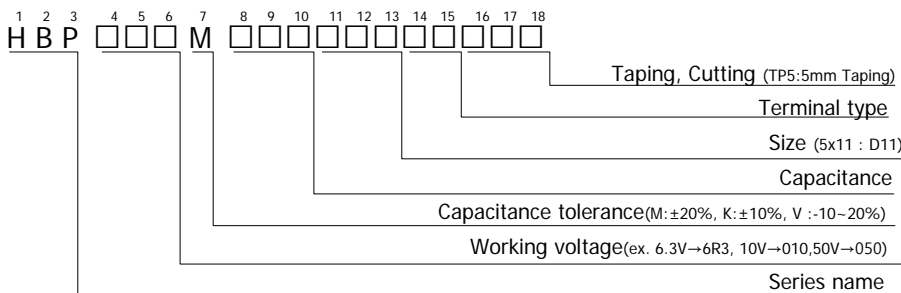 1 2 3 4 5 6 7 8 9 10 11 12 13 14 15 16 17 18
H B P □ □ □ M □ □ □ □ □ □ □ □ □ □ □
Taping, Cutting (TP5:5mm Taping)
Terminal type
Size (5x11 : D11)
Capacitance
Capacitance tolerance(M:±20%, K:±10%, V :-10~20%)
Working voltage(ex. 6.3V→6R3, 10V→010,50V→050)
Series name